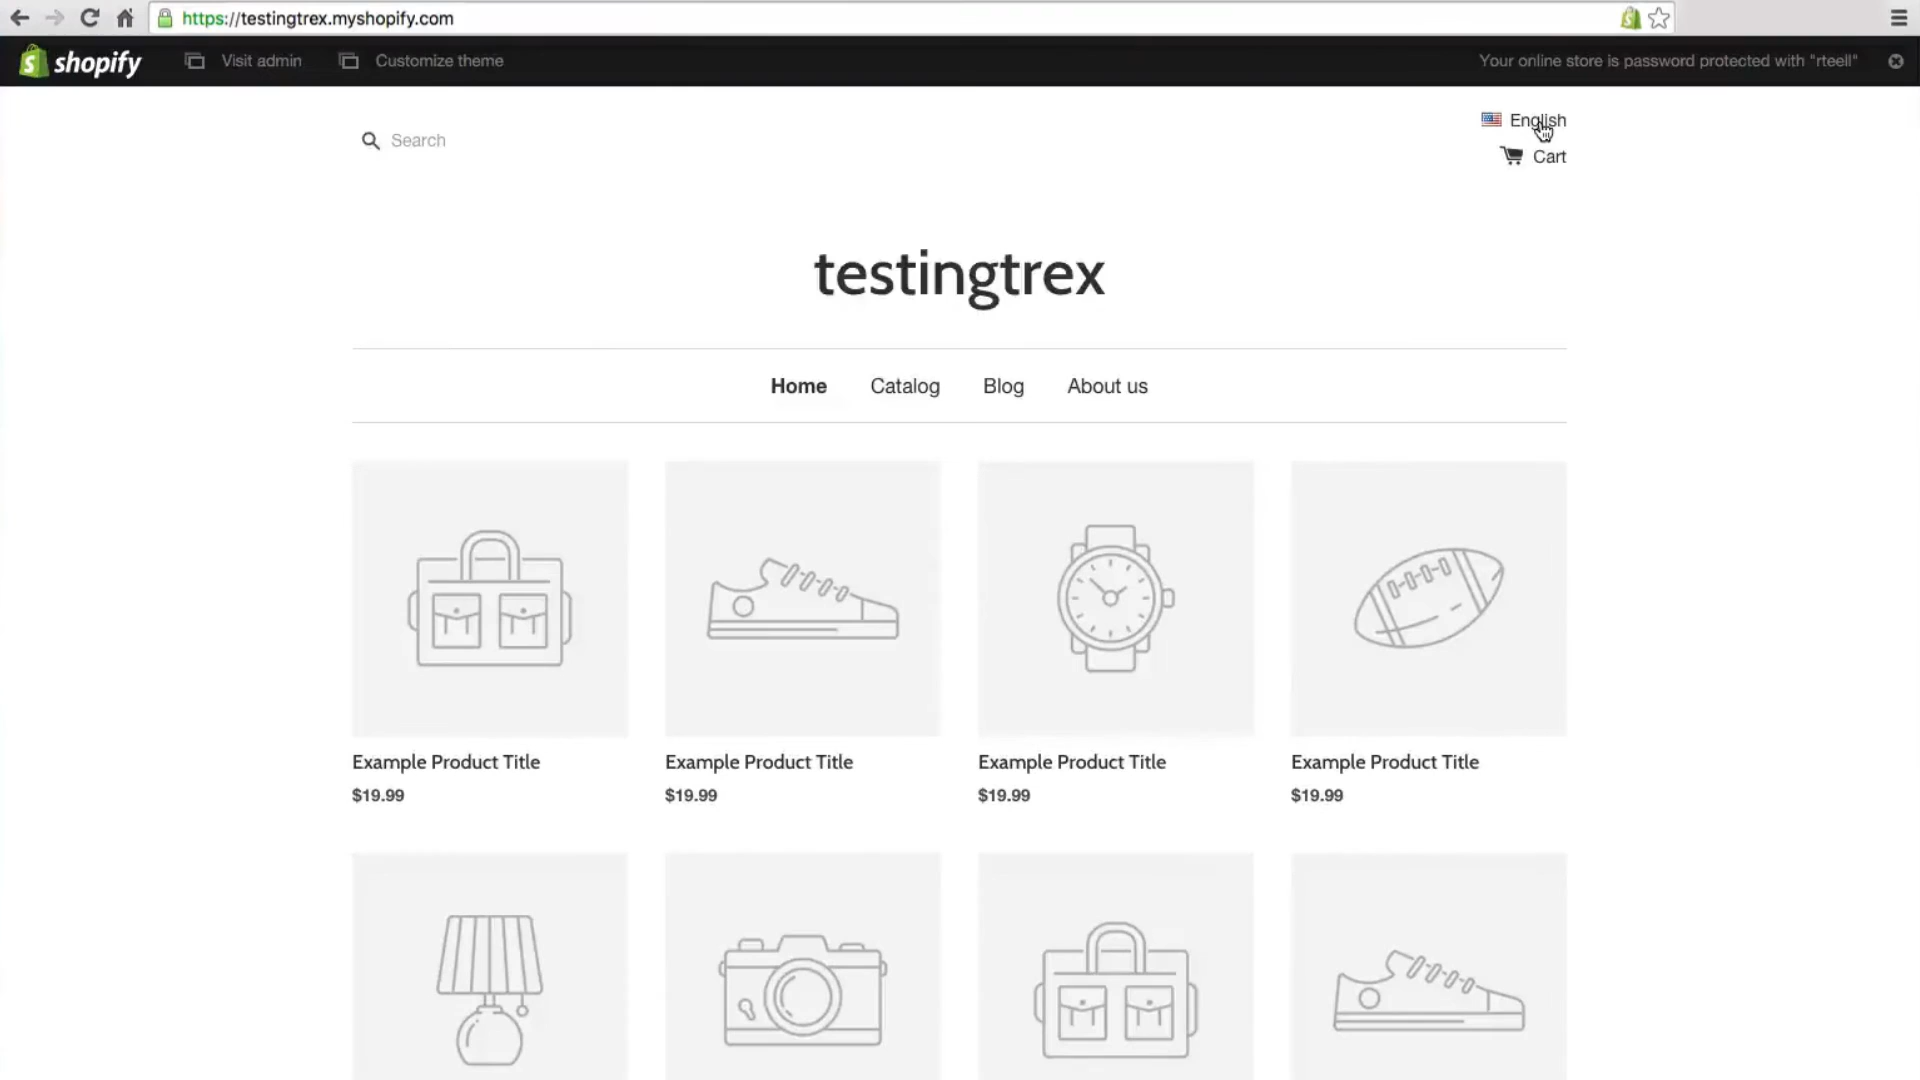 https://testingtrex.myshopify.com
shopify Visit admin Customize theme Your online store is password protected with "rteell"
English
Search
Cart
testingtrex
Home Catalog Blog About us
Example Product Title Example Product Title Example Product Title Example Product Title
$19.99 $19.99 $19.99 $19.99